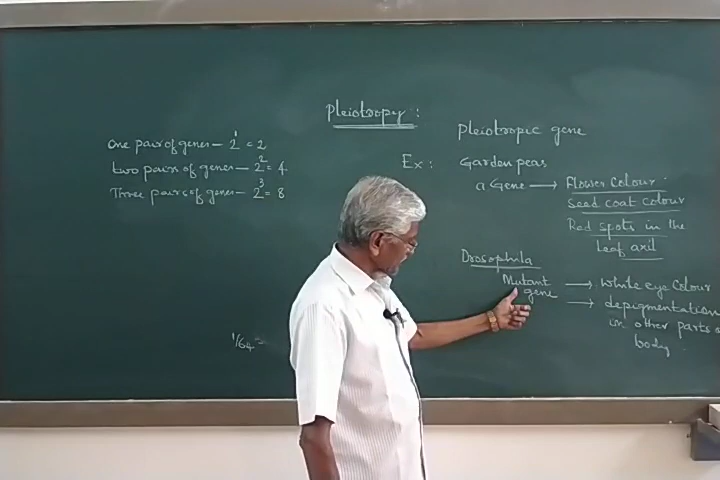 Pleiotropy :
One pair of genes — 2¹ = 2
two pairs of genes — 2² = 4
Three pairs of genes — 2³ = 8
Pleiotropic gene
Ex : Garden peas
a Gene → Flower Colour.
Seed coat colour
Red spots in the
leaf axil
Drosophila
Mutant gene → White eye Colour
→ depigmentation
in other parts of
body
1/64 =